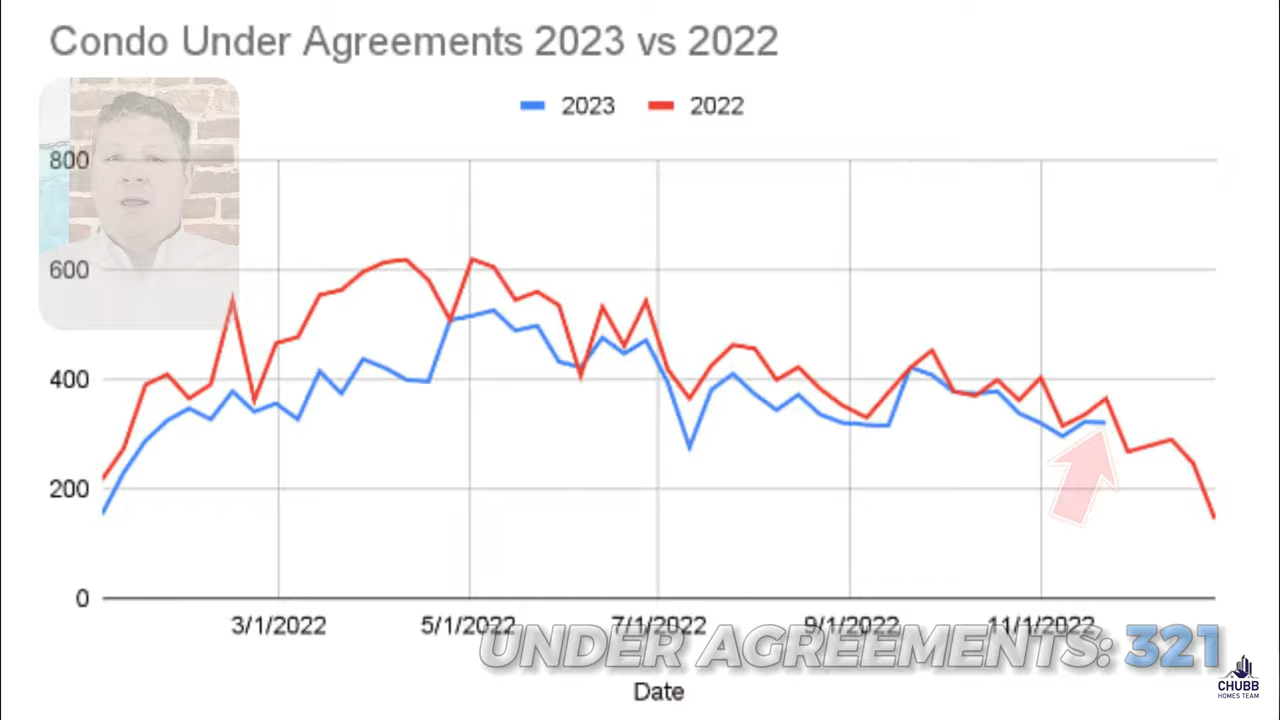 Condo Under Agreements 2023 vs 2022
2023 2022
800
600
400
200
0
3/1/2022 5/1/2022 7/1/2022 9/1/2022 11/1/2022
UNDER AGREEMENTS: 321
Date
CHUBB
HOMES TEAM